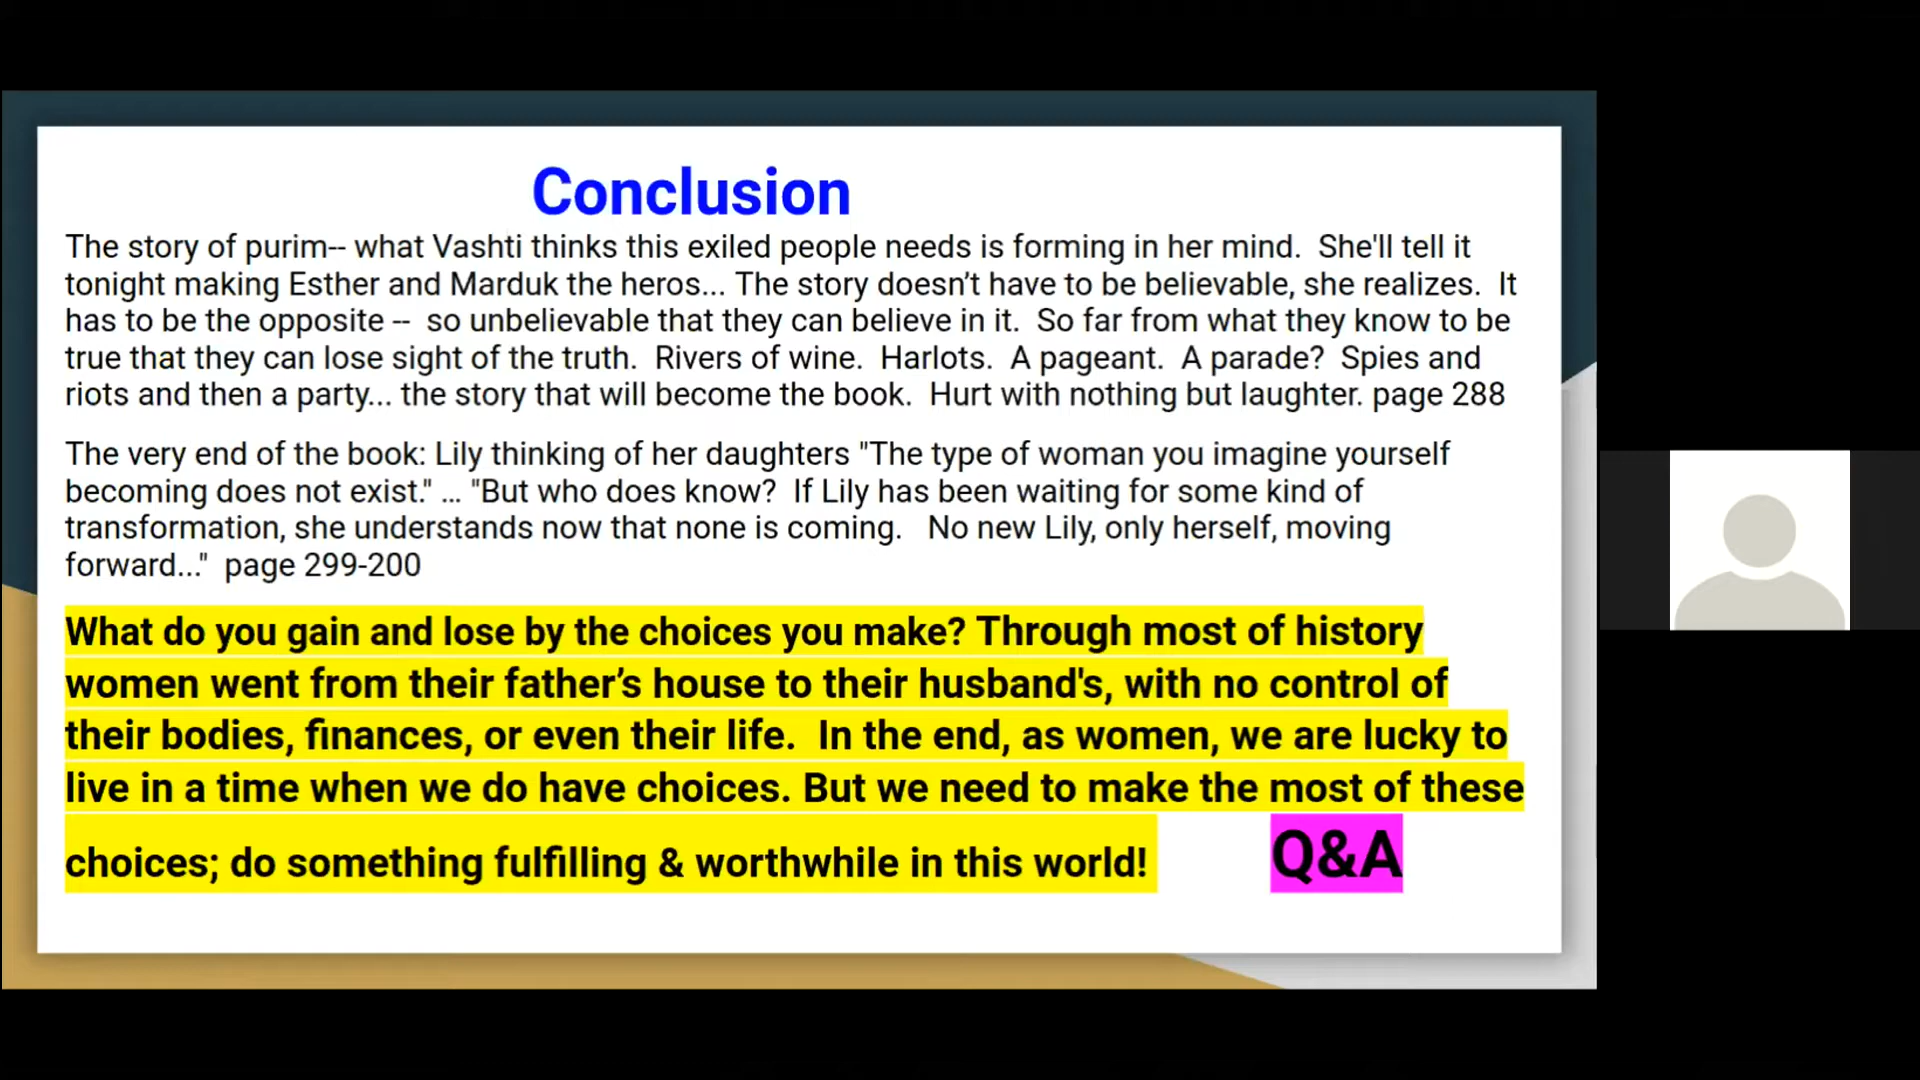 Conclusion
The story of purim-- what Vashti thinks this exiled people needs is forming in her mind.  She'll tell it
tonight making Esther and Marduk the heros... The story doesn’t have to be believable, she realizes.  It
has to be the opposite --  so unbelievable that they can believe in it.  So far from what they know to be
true that they can lose sight of the truth.  Rivers of wine.  Harlots.  A pageant.  A parade?  Spies and
riots and then a party... the story that will become the book.  Hurt with nothing but laughter. page 288
The very end of the book: Lily thinking of her daughters "The type of woman you imagine yourself
becoming does not exist." ... "But who does know?  If Lily has been waiting for some kind of
transformation, she understands now that none is coming.   No new Lily, only herself, moving
forward..."  page 299-200
What do you gain and lose by the choices you make? Through most of history
women went from their father’s house to their husband's, with no control of
their bodies, finances, or even their life.  In the end, as women, we are lucky to
live in a time when we do have choices. But we need to make the most of these
choices; do something fulfilling & worthwhile in this world! Q&A